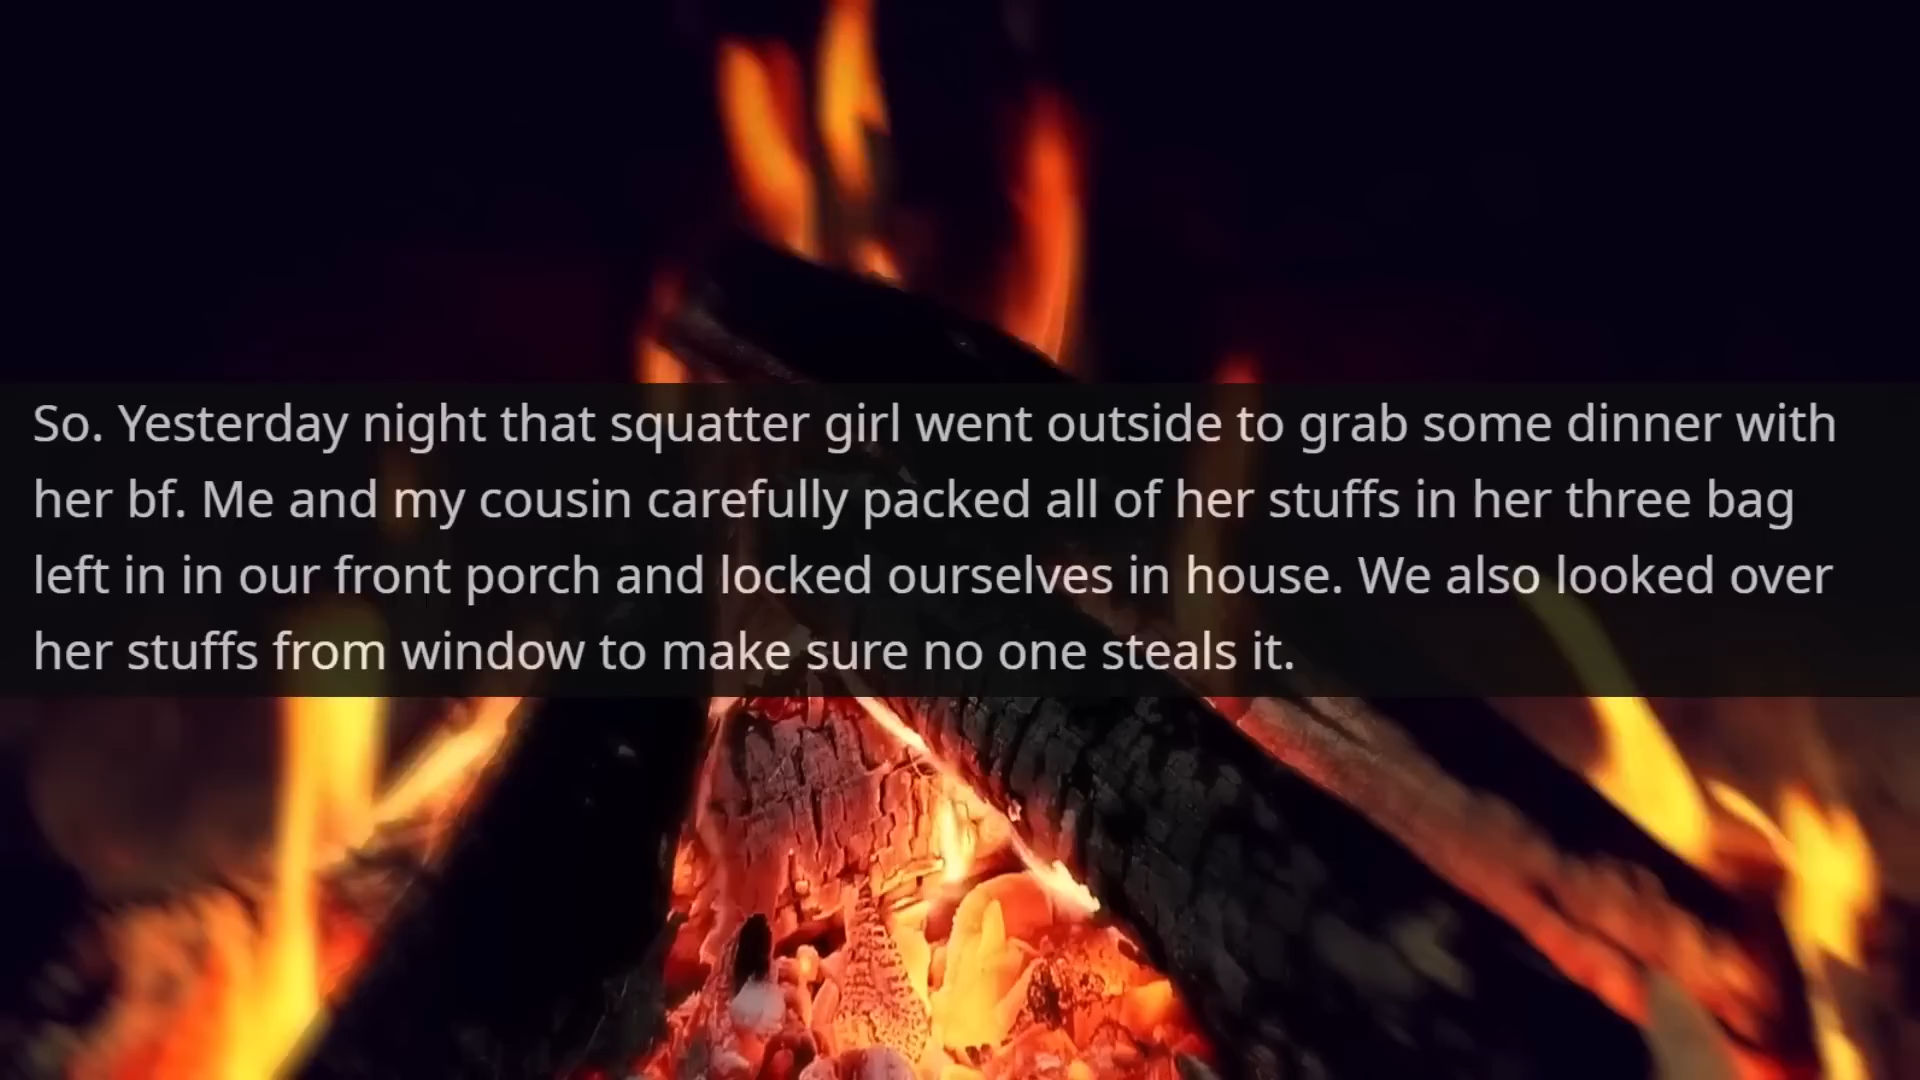 So. Yesterday night that squatter girl went outside to grab some dinner with
her bf. Me and my cousin carefully packed all of her stuffs in her three bag
left in in our front porch and locked ourselves in house. We also looked over
her stuffs from window to make sure no one steals it.